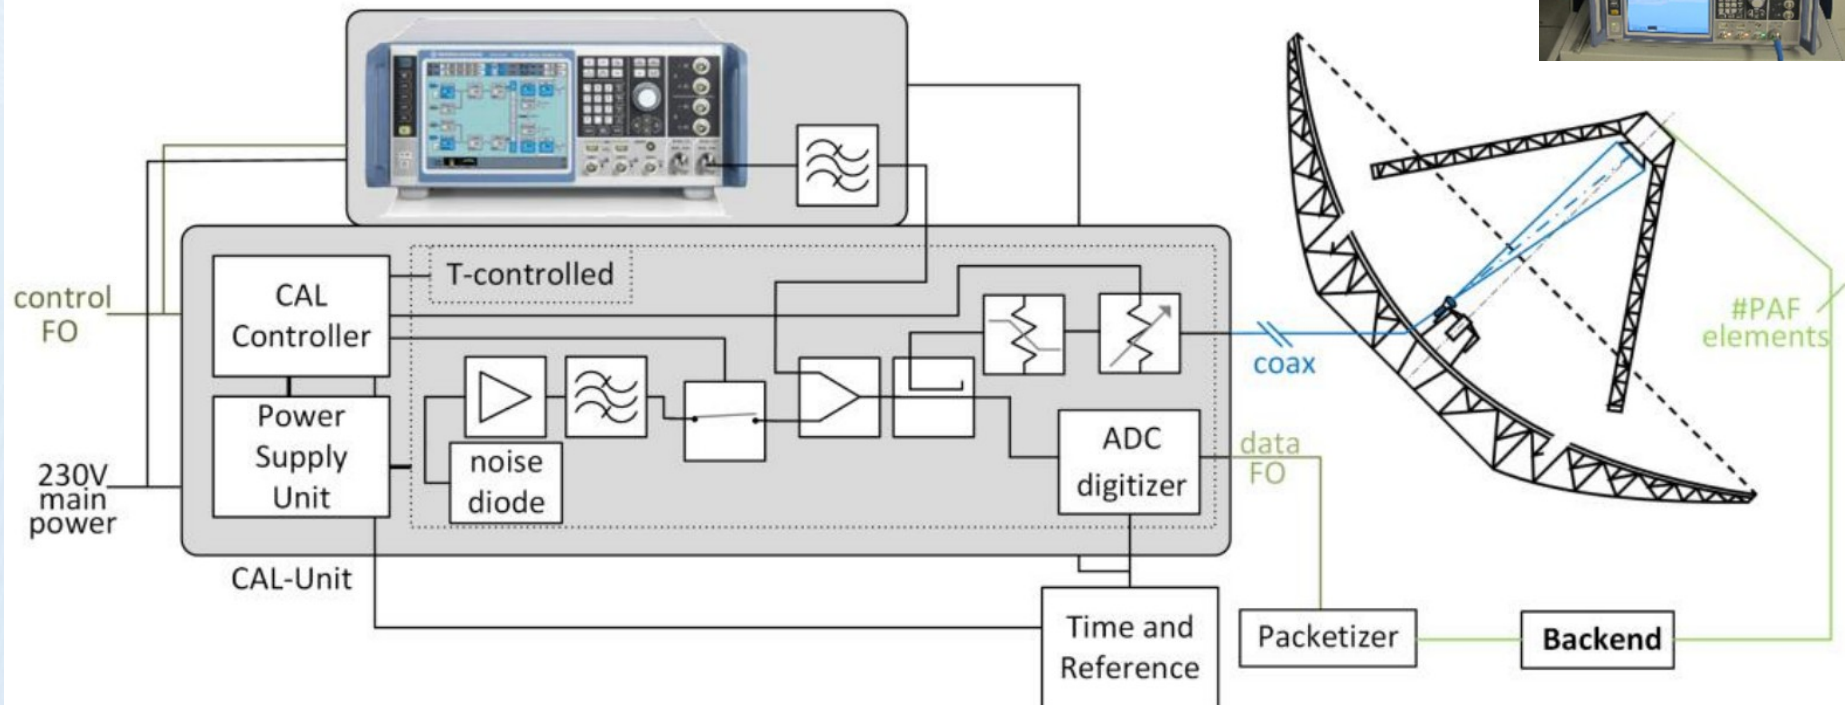 T-controlled
CAL
Controller
control
FO
Power
Supply
Unit
230V
main
power
noise
diode
ADC
digitizer
coax
data
FO
#PAF
elements
CAL-Unit
Time and
Reference
Packetizer
Backend